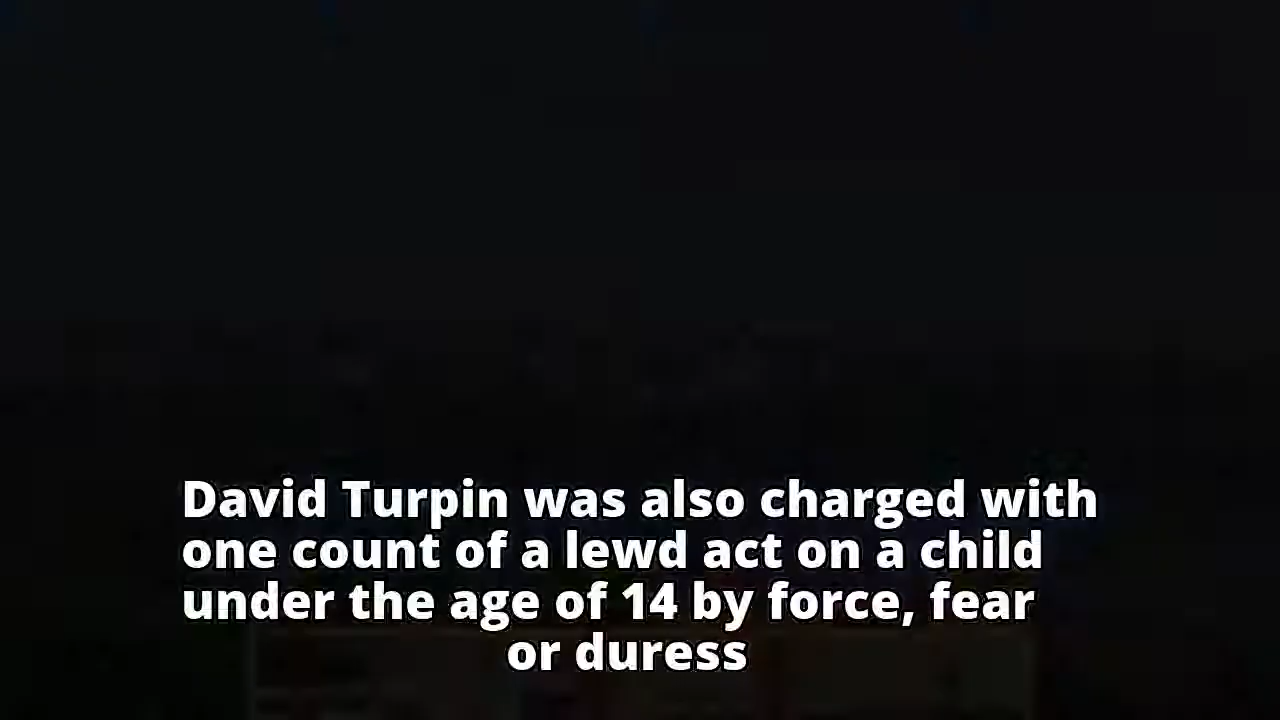 David Turpin was also charged with
one count of a lewd act on a child
under the age of 14 by force, fear
or duress